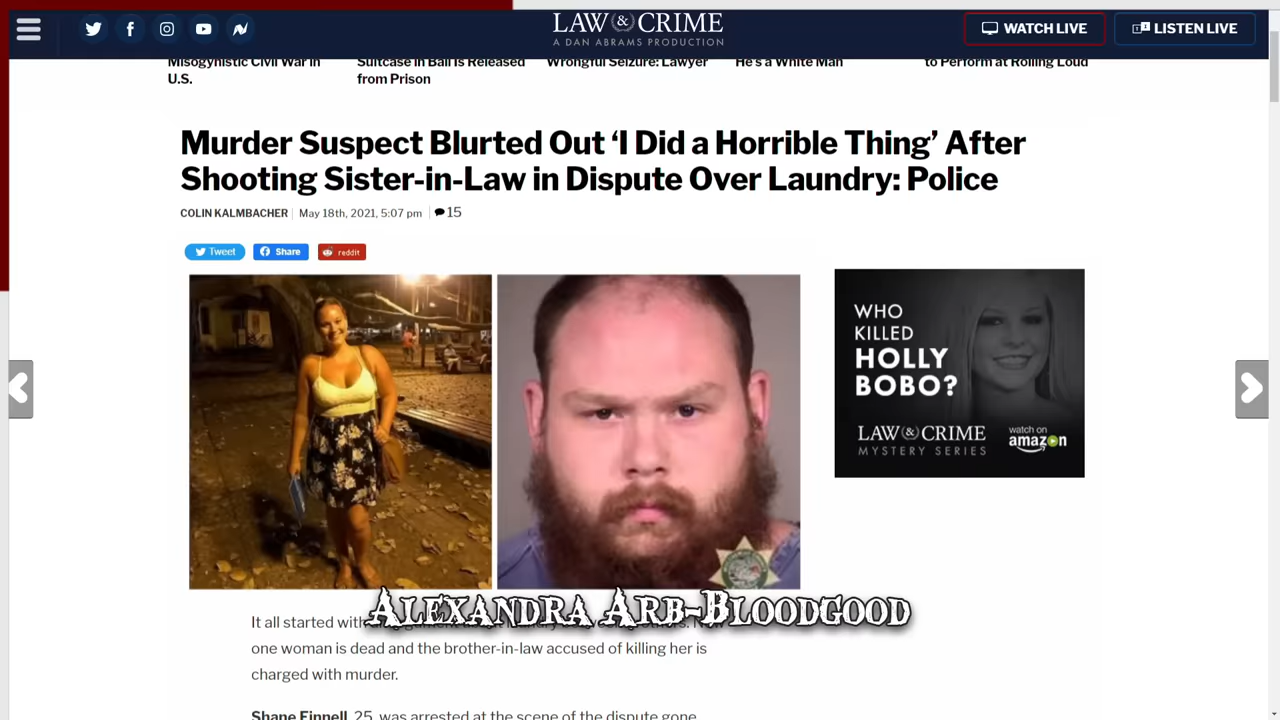 LAW & CRIME
A DAN ABRAMS PRODUCTION
WATCH LIVE
LISTEN LIVE
Misogynistic Civil War in
U.S.
Suitcase in Bali is Released
from Prison
Wrongful Seizure: Lawyer
He's a White Man
to Perform at Rolling Loud
Murder Suspect Blurted Out ‘I Did a Horrible Thing’ After
Shooting Sister-in-Law in Dispute Over Laundry: Police
COLIN KALMBACHER May 18th, 2021, 5:07 pm 15
Tweet Share reddit
WHO
KILLED
HOLLY
BOBO?
LAW & CRIME
MYSTERY SERIES
watch on
amazon
ALEXANDRA ARB-BLOODGOOD
It all started with
one woman is dead and the brother-in-law accused of killing her is
charged with murder.
Shane Finnell, 25, was arrested at the scene of the dispute gone